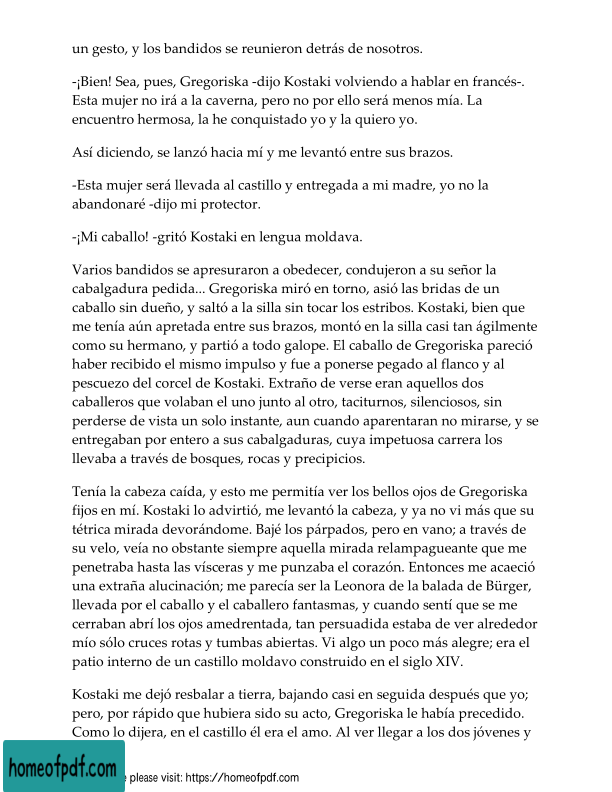 un gesto, y los bandidos se reunieron detrás de nosotros.
-¡Bien! Sea, pues, Gregoriska -dijo Kostaki volviendo a hablar en francés-.
Esta mujer no irá a la caverna, pero no por ello será menos mía. La
encuentro hermosa, la he conquistado yo y la quiero yo.
Así diciendo, se lanzó hacia mí y me levantó entre sus brazos.
-Esta mujer será llevada al castillo y entregada a mi madre, yo no la
abandonaré -dijo mi protector.
-¡Mi caballo! -gritó Kostaki en lengua moldava.
Varios bandidos se apresuraron a obedecer, condujeron a su señor la
cabalgadura pedida... Gregoriska miró en torno, asió las bridas de un
caballo sin dueño, y saltó a la silla sin tocar los estribos. Kostaki, bien que
me tenía aún apretada entre sus brazos, montó en la silla casi tan ágilmente
como su hermano, y partió a todo galope. El caballo de Gregoriska pareció
haber recibido el mismo impulso y fue a ponerse pegado al flanco y al
pescuezo del corcel de Kostaki. Extraño de verse eran aquellos dos
caballeros que volaban el uno junto al otro, taciturnos, silenciosos, sin
perderse de vista un solo instante, aun cuando aparentaran no mirarse, y se
entregaban por entero a sus cabalgaduras, cuya impetuosa carrera los
llevaba a través de bosques, rocas y precipicios.
Tenía la cabeza caída, y esto me permitía ver los bellos ojos de Gregoriska
fijos en mí. Kostaki lo advirtió, me levantó la cabeza, y ya no vi más que su
tétrica mirada devorándome. Bajé los párpados, pero en vano; a través de
su velo, veía no obstante siempre aquella mirada relampagueante que me
penetraba hasta las vísceras y me punzaba el corazón. Entonces me acaeció
una extraña alucinación; me parecía ser la Leonora de la balada de Bürger,
llevada por el caballo y el caballero fantasmas, y cuando sentí que se me
cerraban abrí los ojos amedrentada, tan persuadida estaba de ver alrededor
mío sólo cruces rotas y tumbas abiertas. Vi algo un poco más alegre; era el
patio interno de un castillo moldavo construido en el siglo XIV.
Kostaki me dejó resbalar a tierra, bajando casi en seguida después que yo;
pero, por rápido que hubiera sido su acto, Gregoriska le había precedido.
Como lo dijera, en el castillo él era el amo. Al ver llegar a los dos jóvenes y
homeofpdf.com
please visit: https://homeofpdf.com